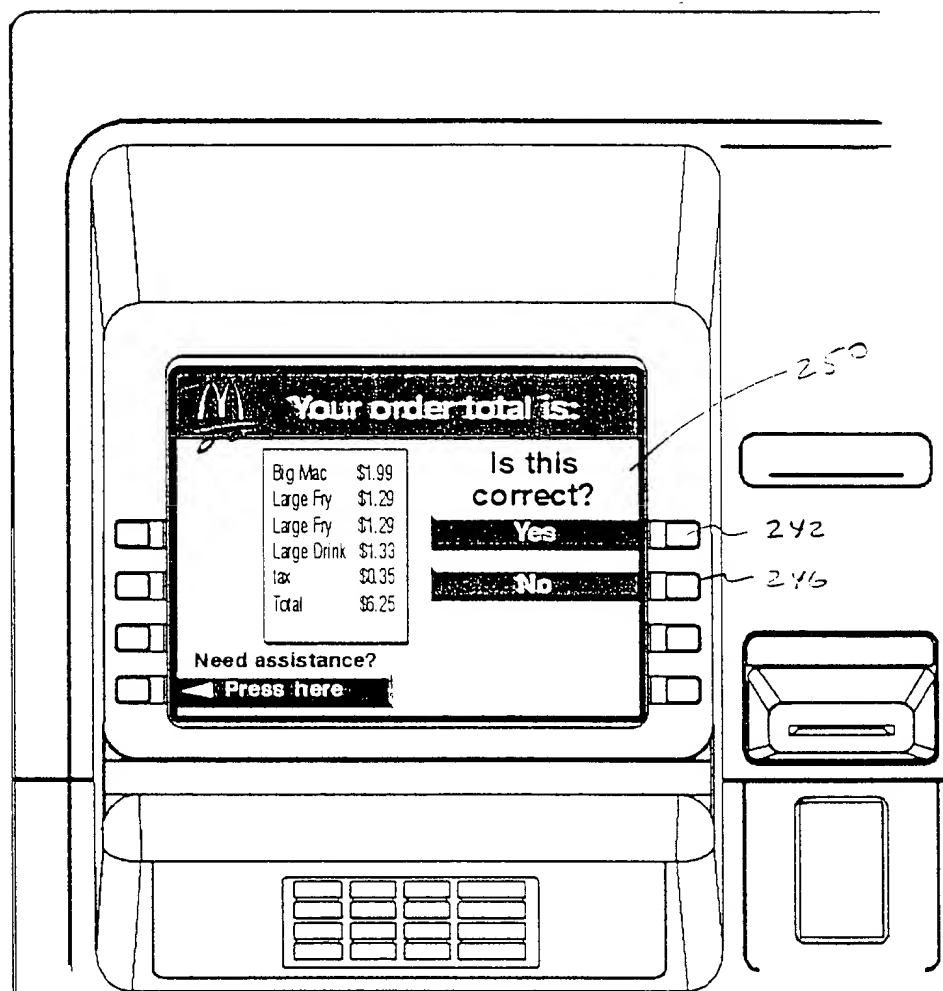 Your order total is:
Big Mac $1.99
Large Fry $1.29
Large Fry $1.29
Large Drink $1.33
tax $0.35
Total $6.25
Is this
correct?
Yes
No
Need assistance?
Press here
250
242
246